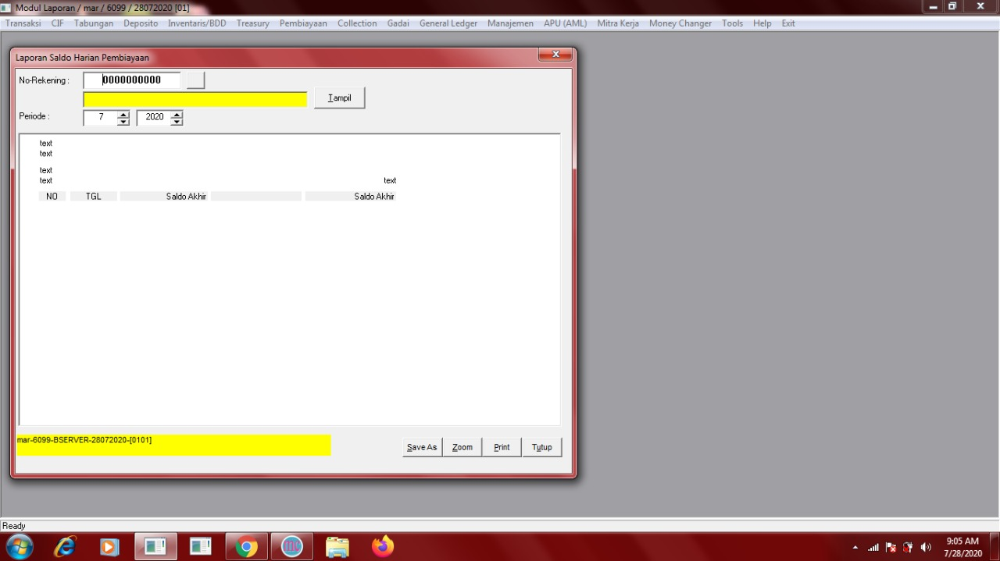 Modul Laporan / mar / 6099 / 28072020 [01]
Transaksi CIF Tabungan Deposito Inventaris/BDD Treasury Pembiayaan Collection Gadai General Ledger Manajemen APU (AML) Mitra Kerja Money Changer Tools Help Exit
Laporan Saldo Harian Pembiayaan
No-Rekening : 0000000000
Tampil
Periode : 7 2020
text
text
text
text text
NO TGL Saldo Akhir Saldo Akhir
mar-6099-BSERVER-28072020-[0101]
Save As Zoom Print Tutup
Ready
9:05 AM
7/28/2020